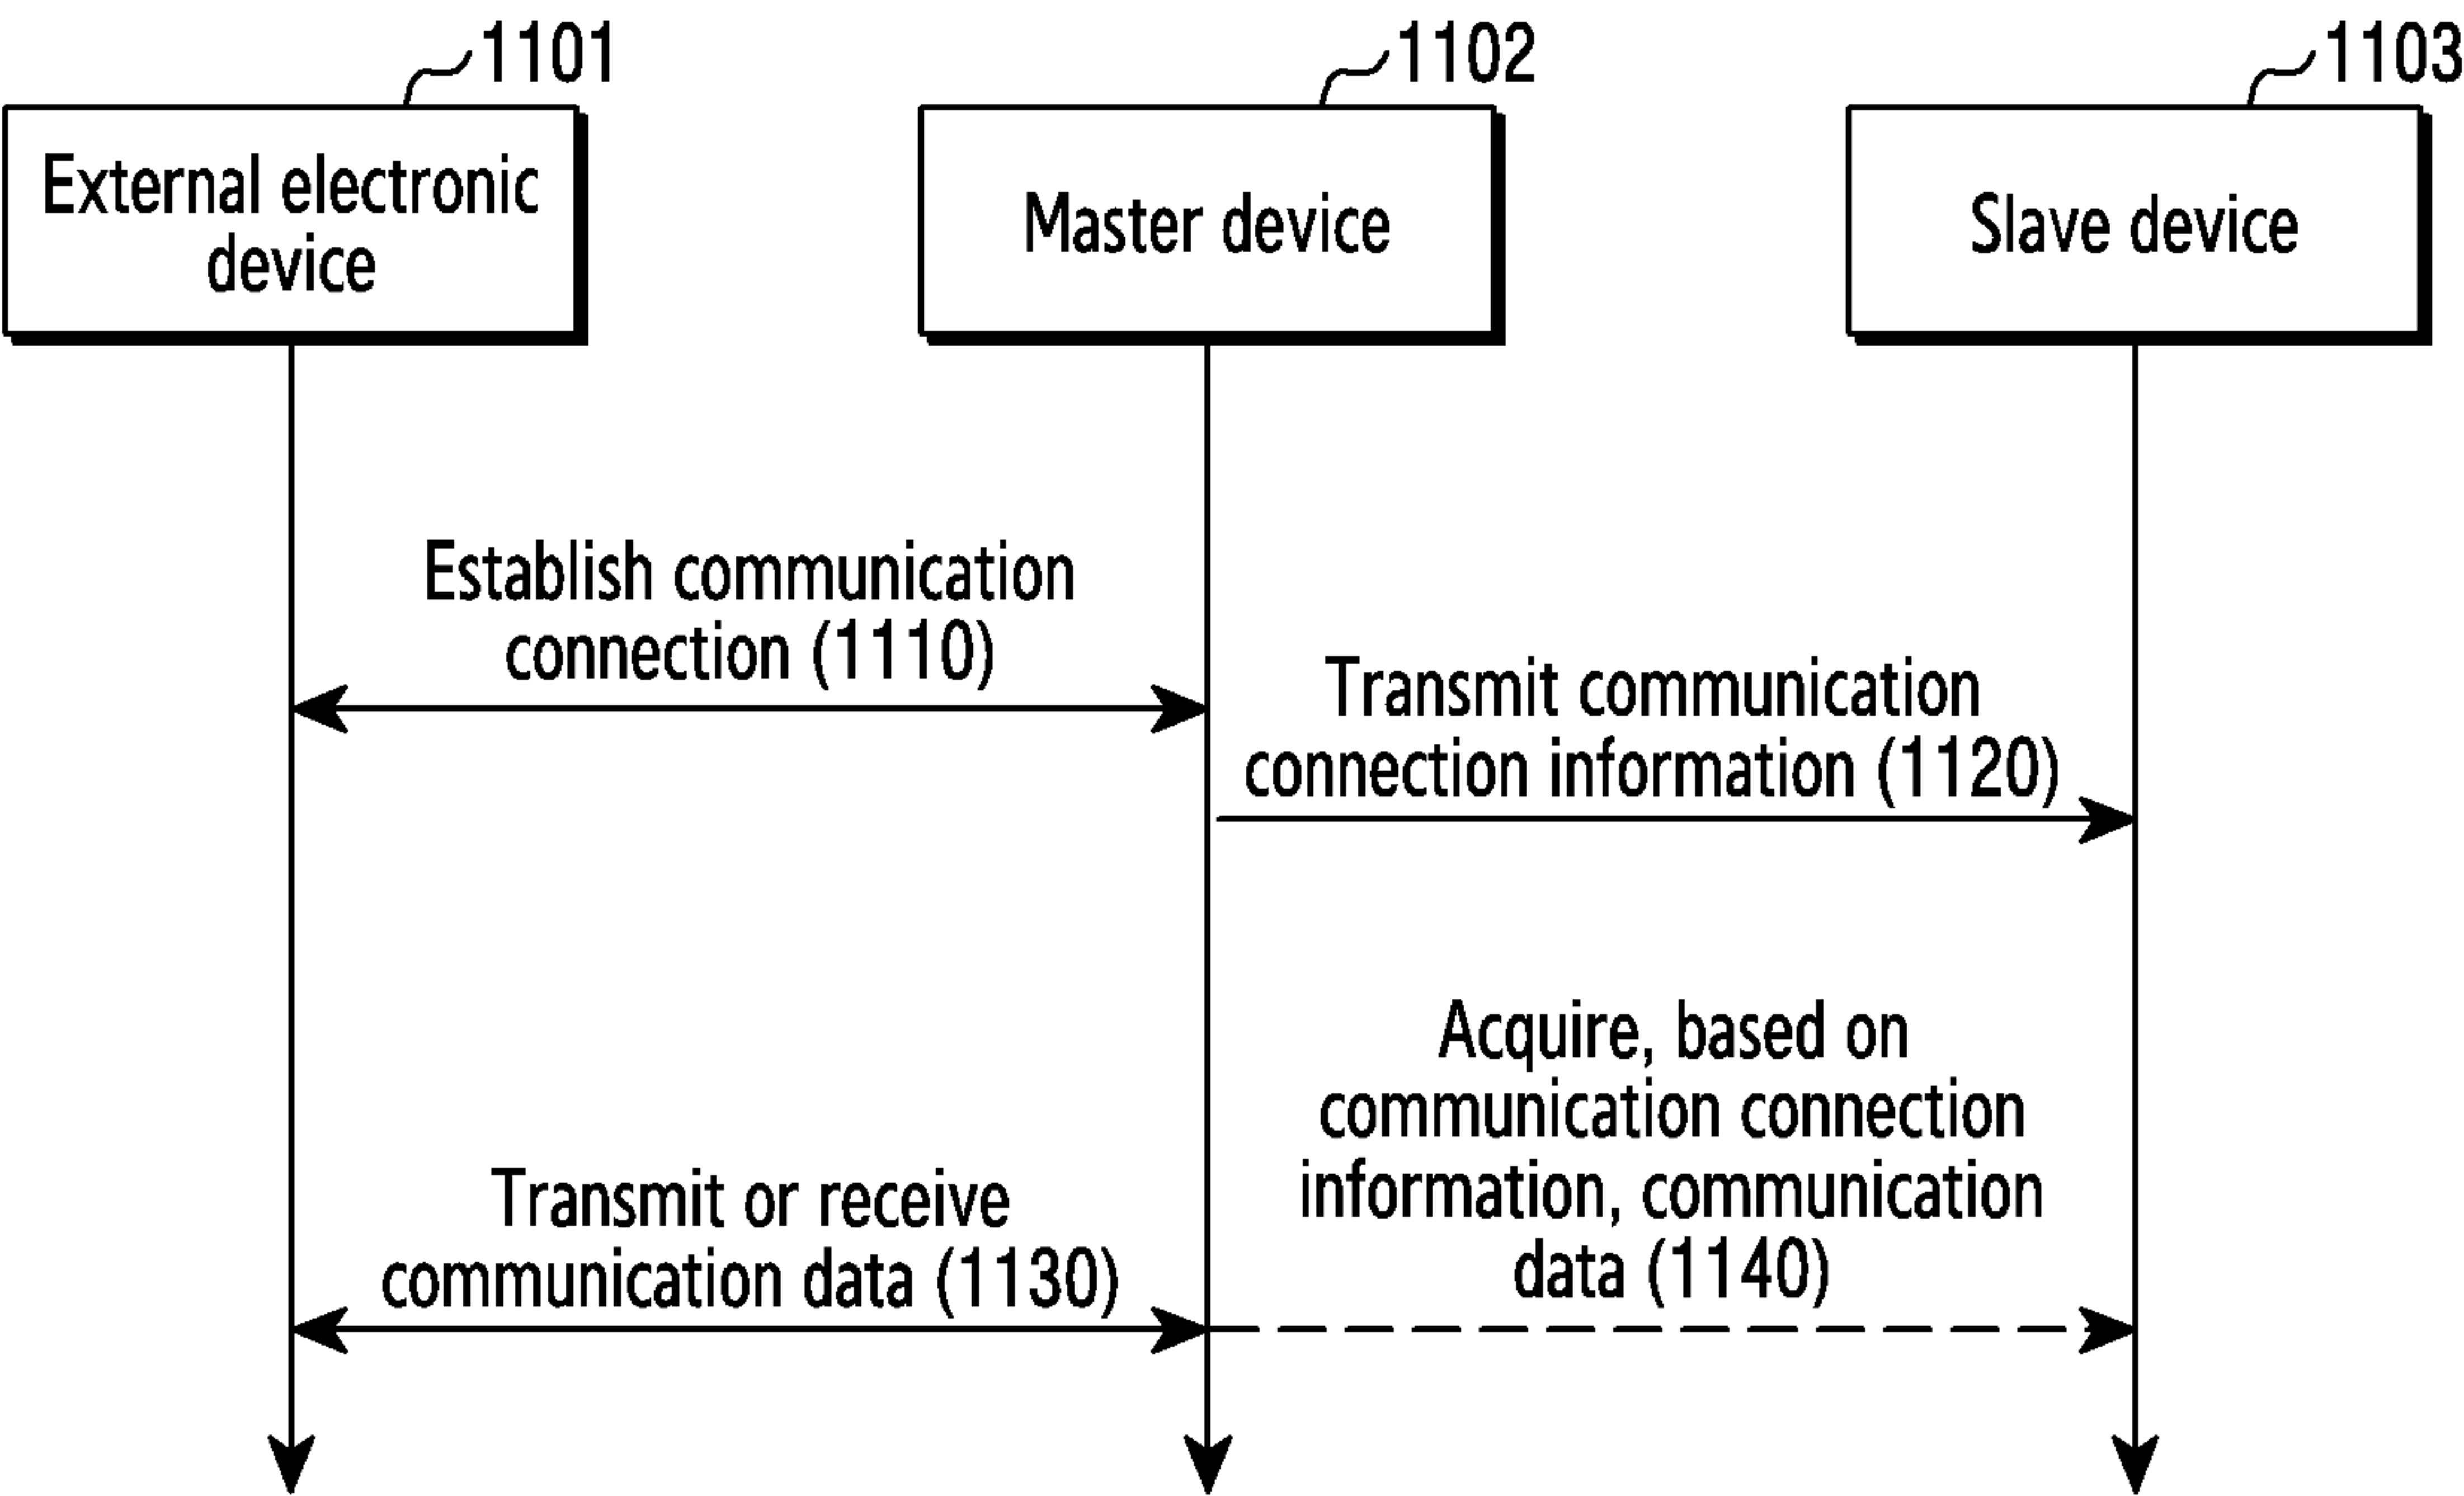 1101
1102
1103
External electronic
device
Master device
Slave device
Establish communication
connection (1110)
Transmit communication
connection information (1120)
Acquire, based on
communication connection
information, communication
data (1140)
Transmit or receive
communication data (1130)